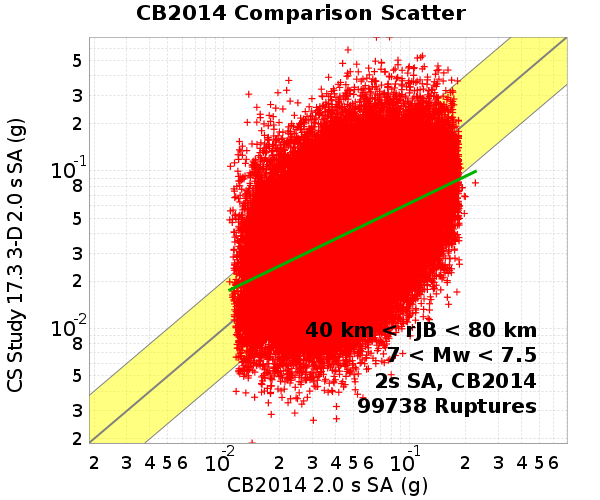 CB2014 Comparison Scatter
CS Study 17.3 3-D 2.0 s SA (g)
5
3
2
10-1
8
5
3
2
10-2
8
5
3
2
40 km < rJB < 80 km
7 < Mw < 7.5
2s SA, CB2014
99738 Ruptures
2 3 4 5 6 10-2 2 3 4 5 6 10-1 2 3 4 5 6
CB2014 2.0 s SA (g)